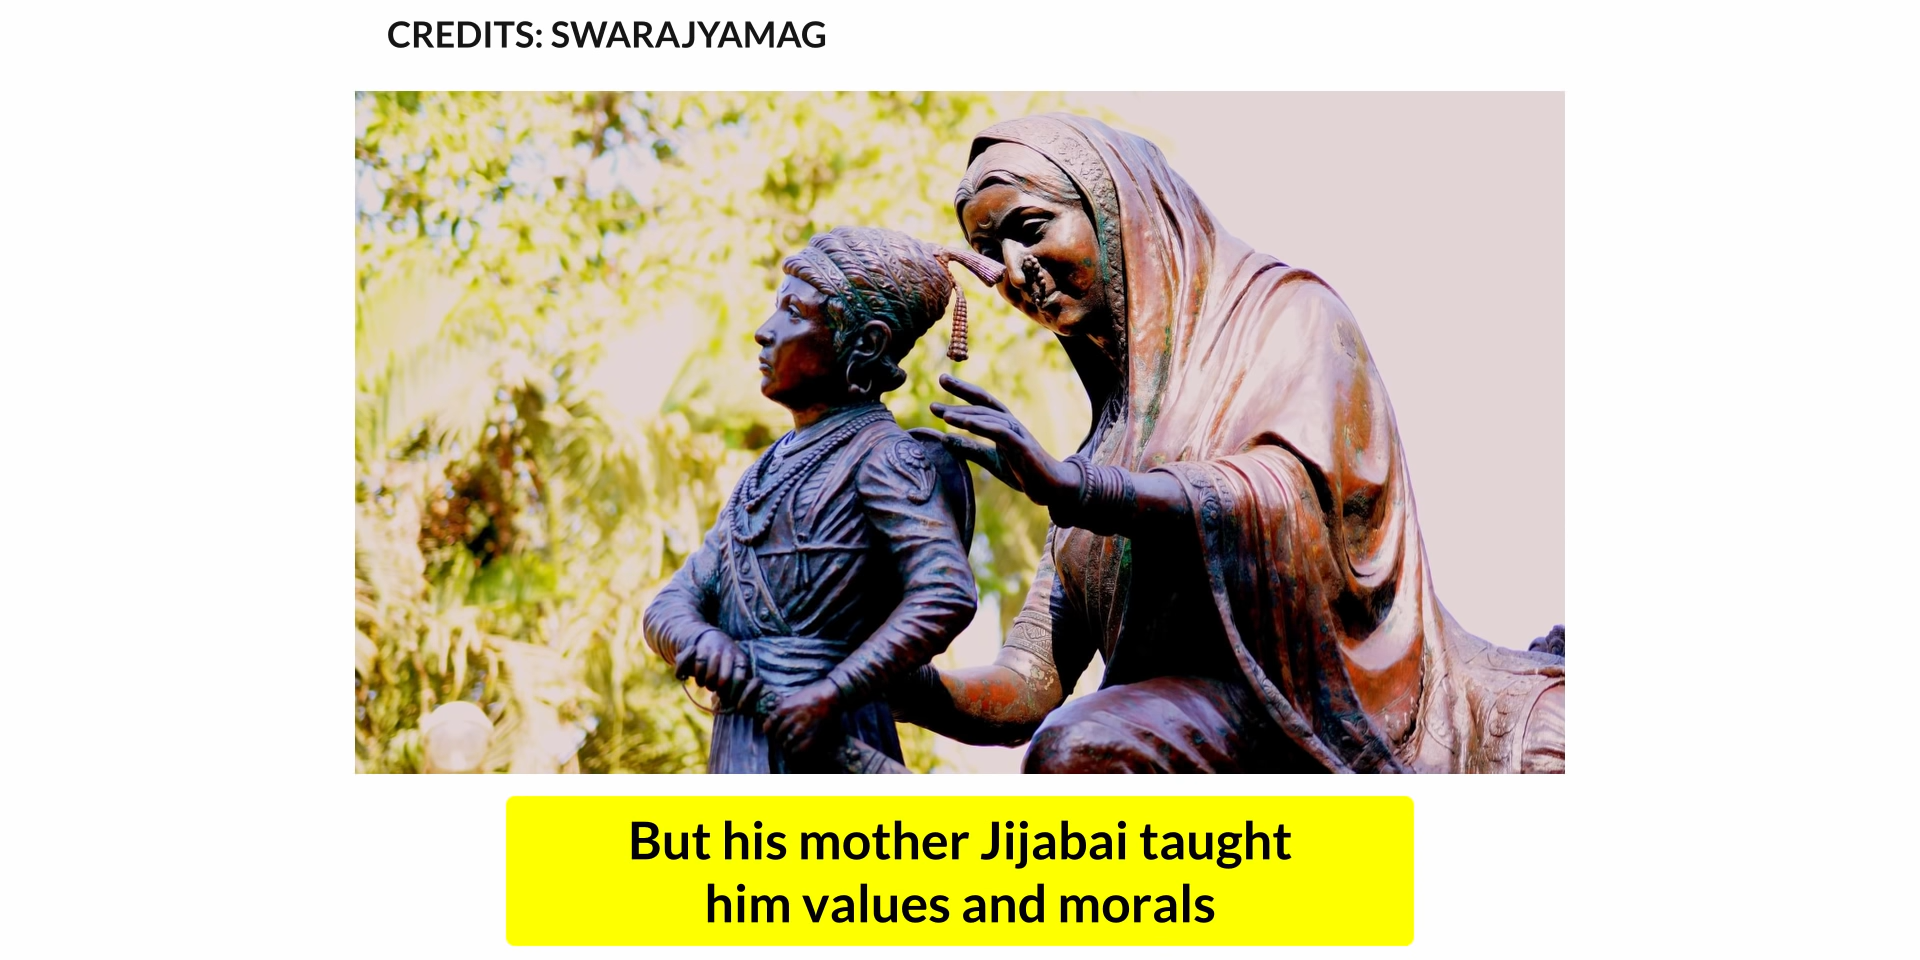 CREDITS: SWARAJYAMAG
But his mother Jijabai taught
him values and morals